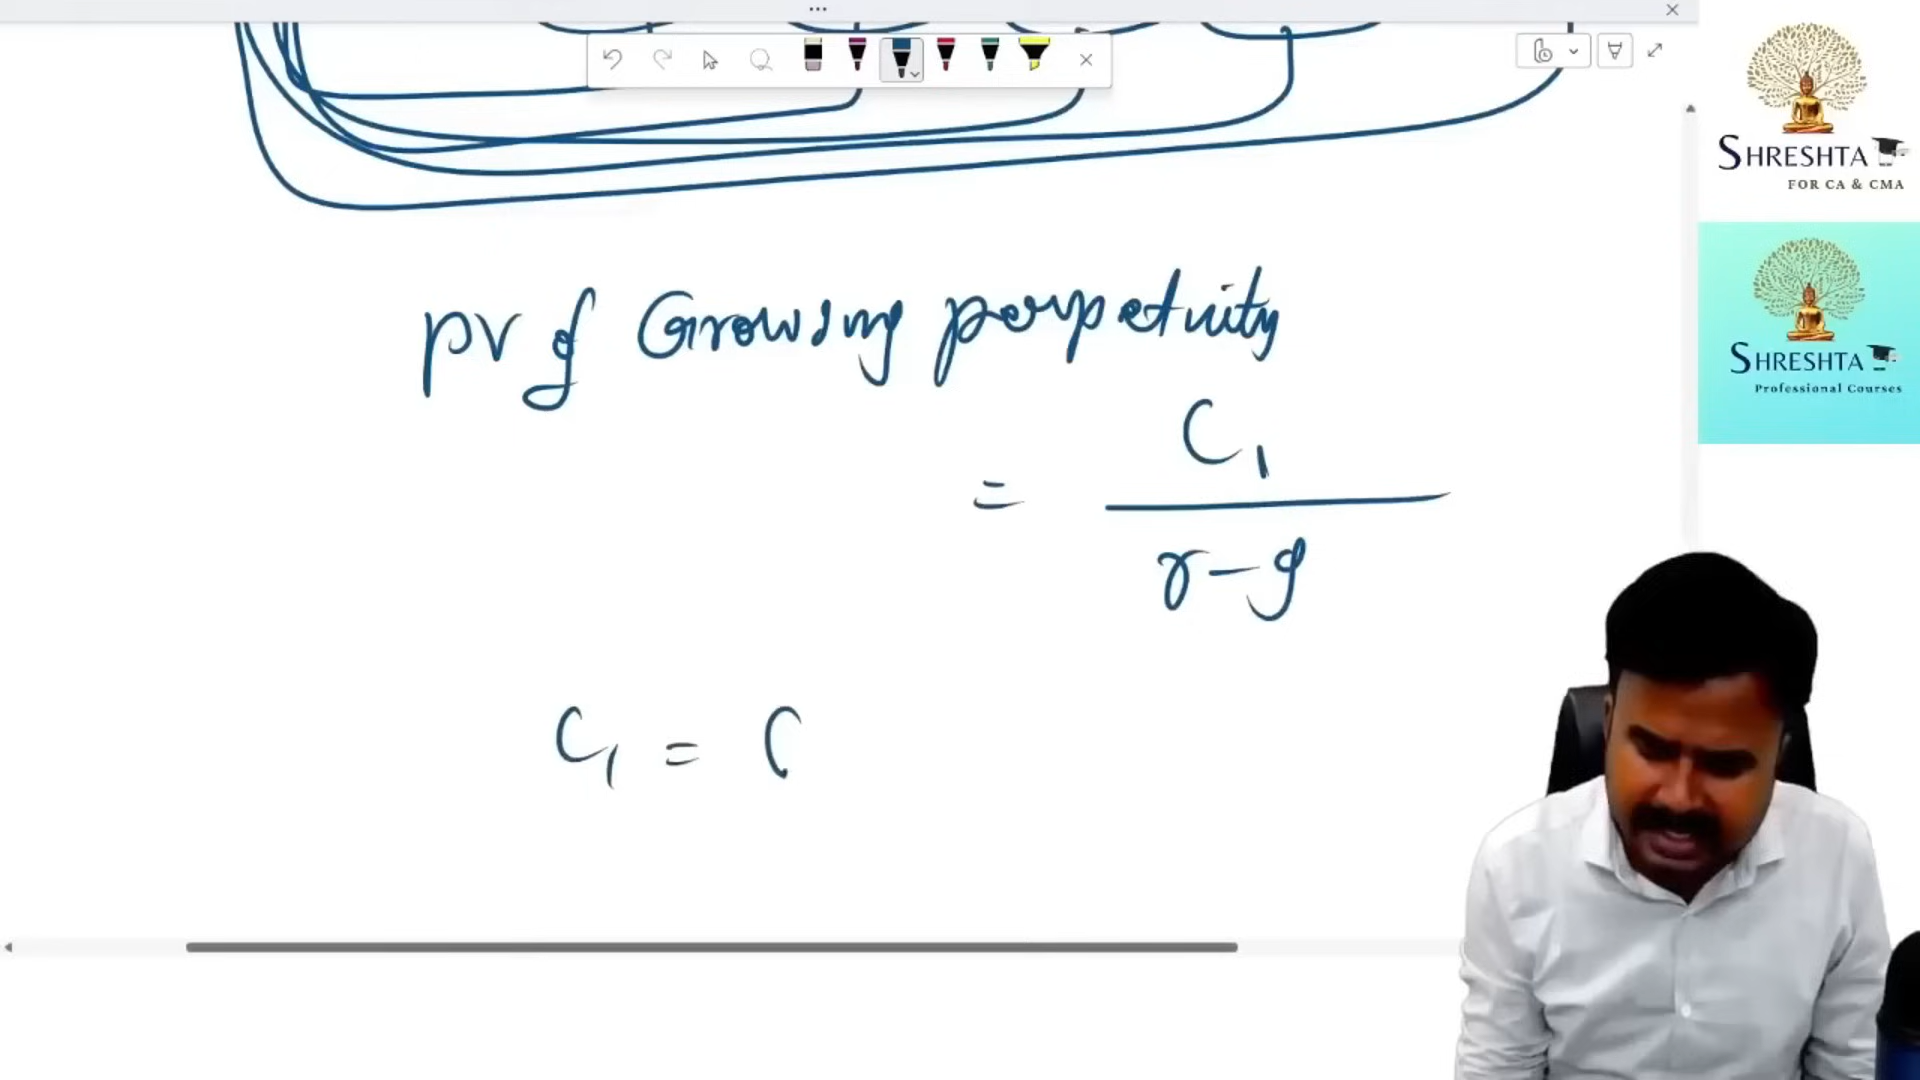 SHRESHTA
FOR CA & CMA
SHRESHTA
Professional Courses
PV of Growing perpetuity
= C₁
r - g
C₁ = C